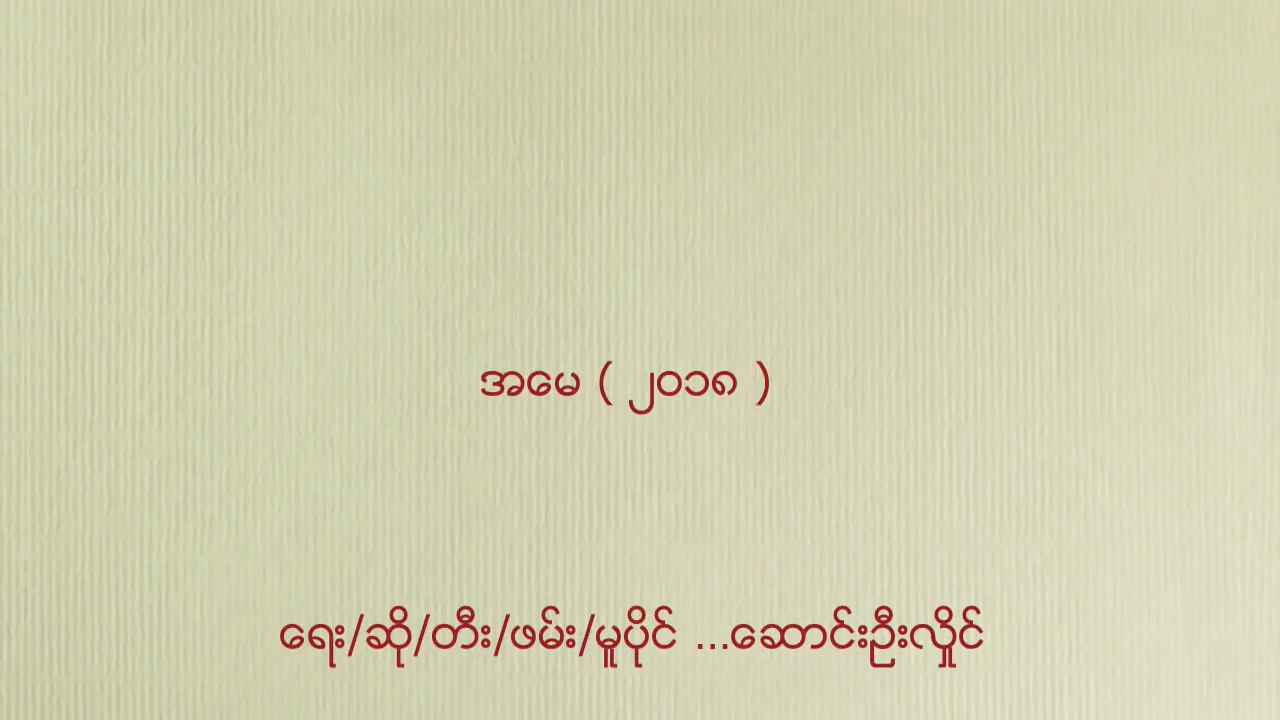 အမေ ( ၂၀၁၈ )
ရေး/ဆို/တီး/ဖမ်း/မူပိုင် ...ဆောင်းဦးလှိုင်